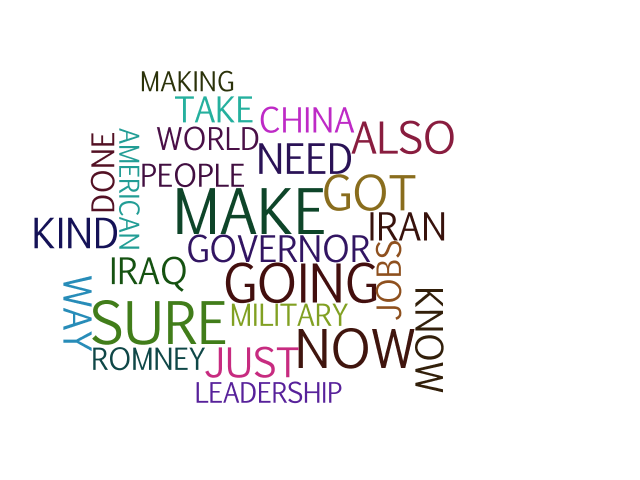 MAKING
TAKE
CHINA
ALSO
WORLD
NEED
DONE
AMERICAN
PEOPLE
MAKE
GOT
KIND
IRAN
GOVERNOR
IRAQ
GOING
JOBS
WAY
SURE
MILITARY
NOW
KNOW
ROMNEY
JUST
LEADERSHIP